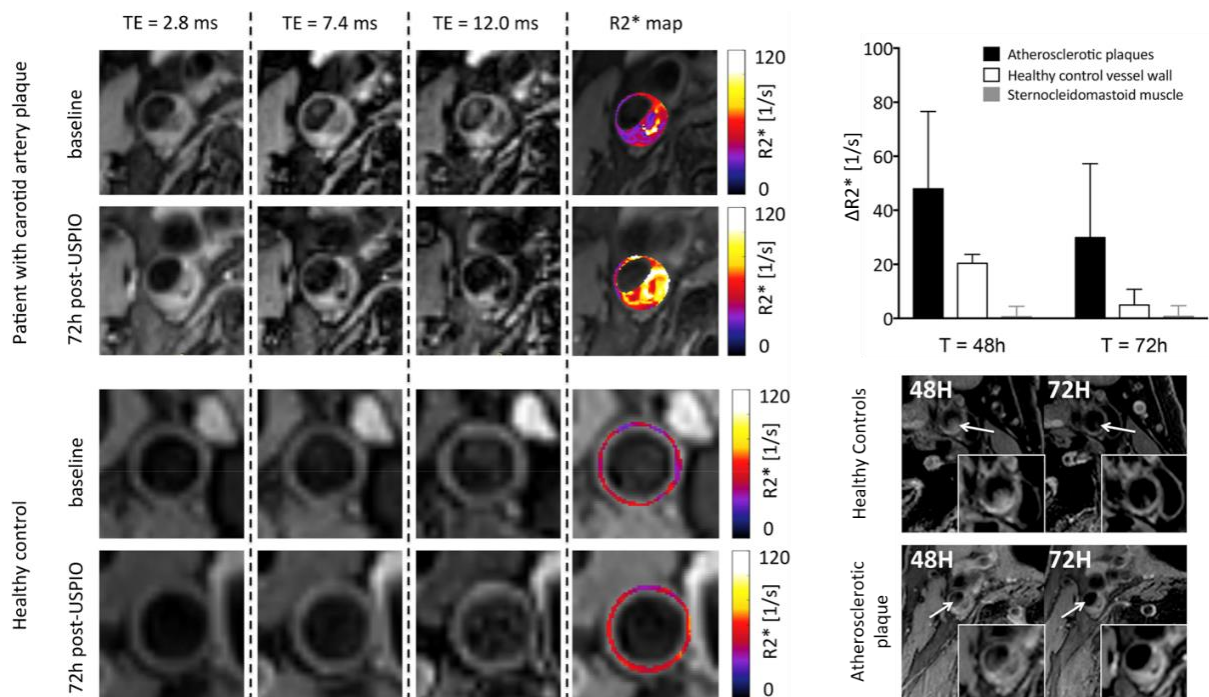 TE = 2.8 ms TE = 7.4 ms TE = 12.0 ms R2* map
Patient with carotid artery plaque
baseline
120
R2* [1/s]
0
72h post-USPIO
120
R2* [1/s]
0
Healthy control
baseline
120
R2* [1/s]
0
72h post-USPIO
120
R2* [1/s]
0
Atherosclerotic plaques
Healthy control vessel wall
Sternocleidomastoid muscle
ΔR2* [1/s]
100
80
60
40
20
0
T = 48h T = 72h
Healthy Controls
48H 72H
Atherosclerotic
plaque
48H 72H